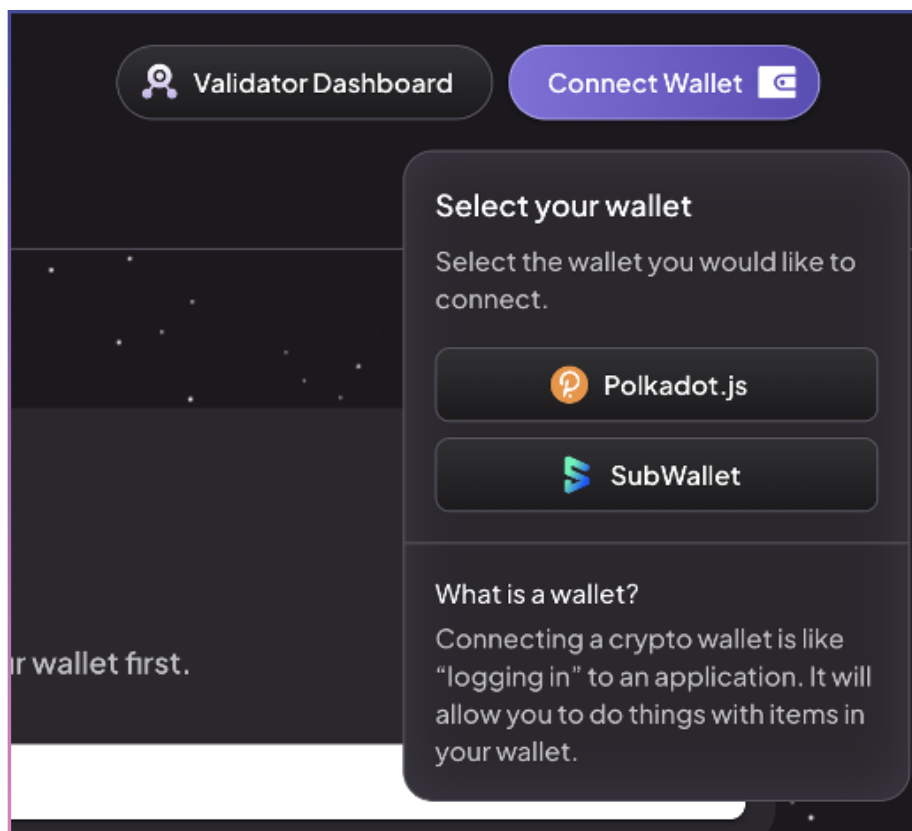 Validator Dashboard
Connect Wallet
Select your wallet
Select the wallet you would like to
connect.
Polkadot.js
SubWallet
What is a wallet?
Connecting a crypto wallet is like
“logging in” to an application. It will
allow you to do things with items in
your wallet.
wallet first.